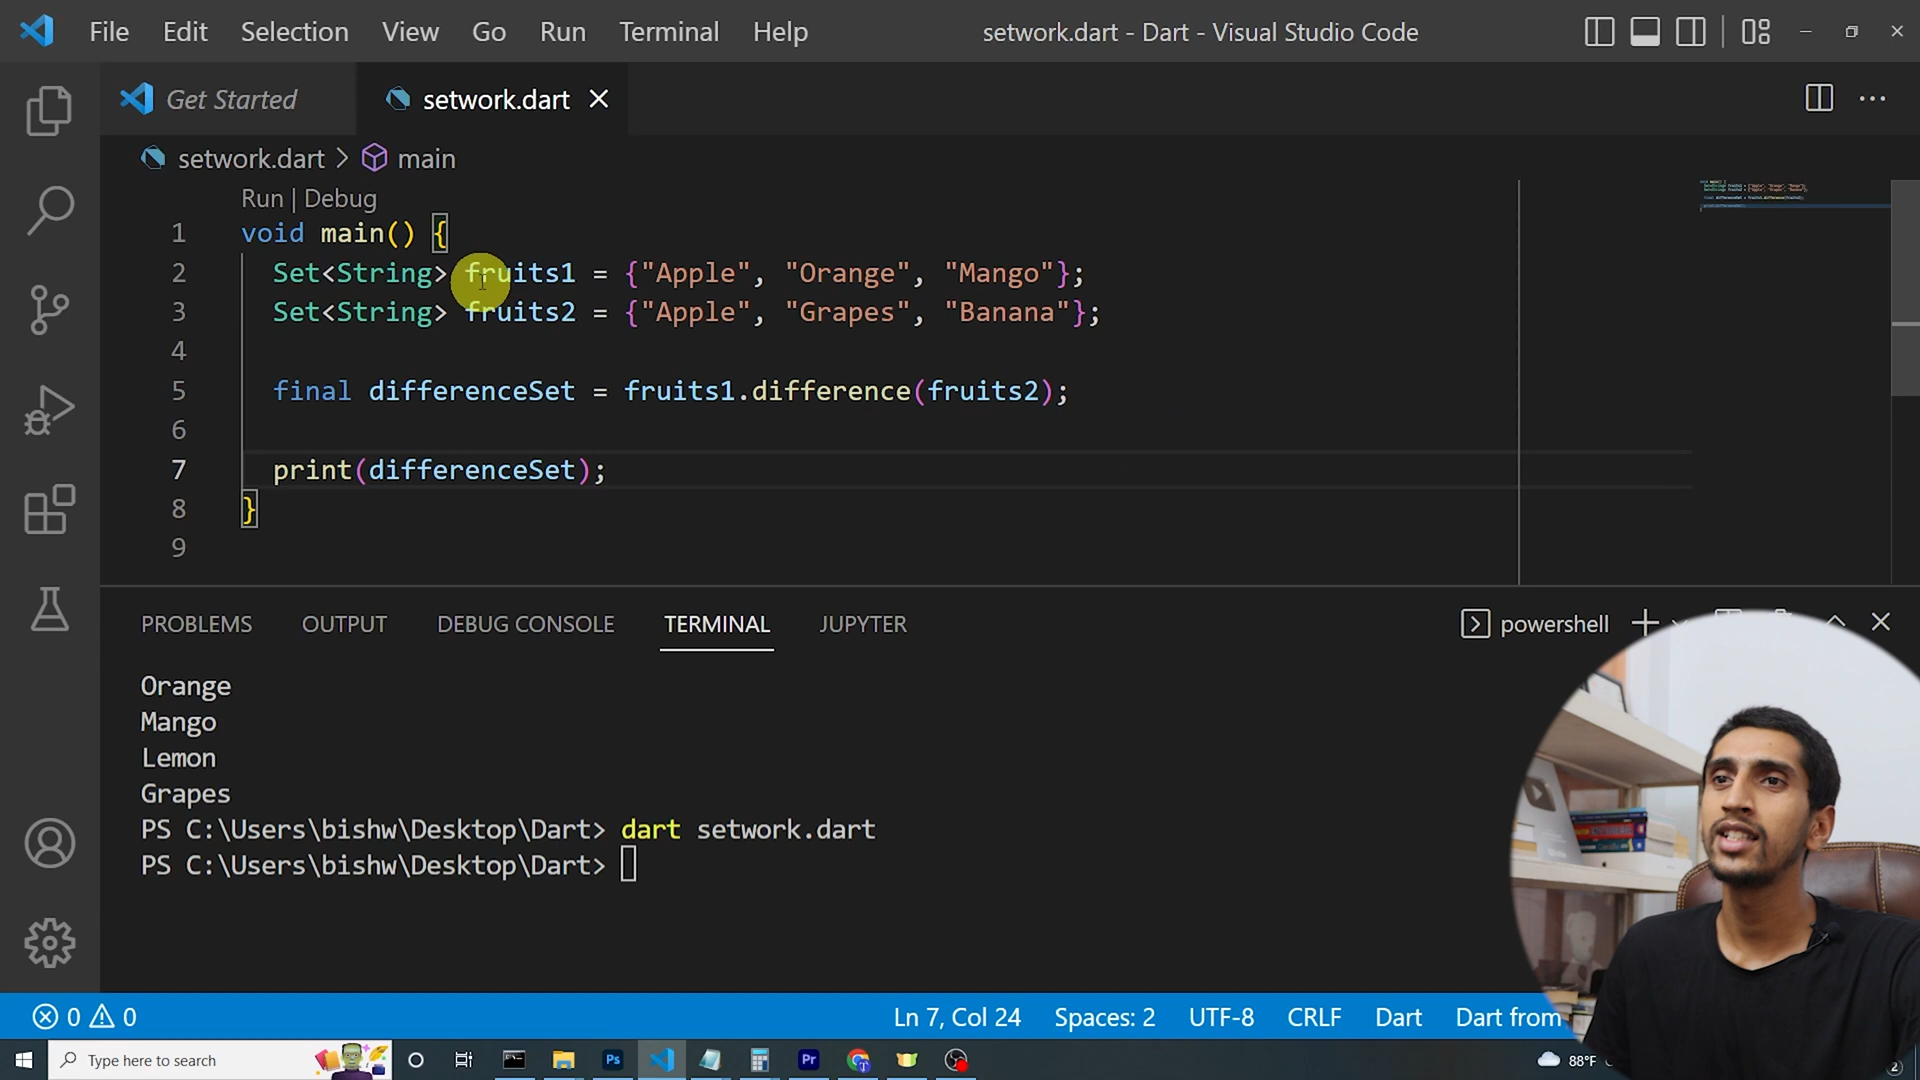 File Edit Selection View Go Run Terminal Help setwork.dart - Dart - Visual Studio Code
Get Started setwork.dart
setwork.dart > main
Run | Debug
1 void main() {
2 Set<String> fruits1 = {"Apple", "Orange", "Mango"};
3 Set<String> fruits2 = {"Apple", "Grapes", "Banana"};
4
5 final differenceSet = fruits1.difference(fruits2);
6
7 print(differenceSet);
8 }
9
PROBLEMS OUTPUT DEBUG CONSOLE TERMINAL JUPYTER powershell
Orange
Mango
Lemon
Grapes
PS C:\Users\bishw\Desktop\Dart> dart setwork.dart
PS C:\Users\bishw\Desktop\Dart>
0 0 Ln 7, Col 24 Spaces: 2 UTF-8 CRLF Dart Dart from
Type here to search Ps Pr 88°F 2